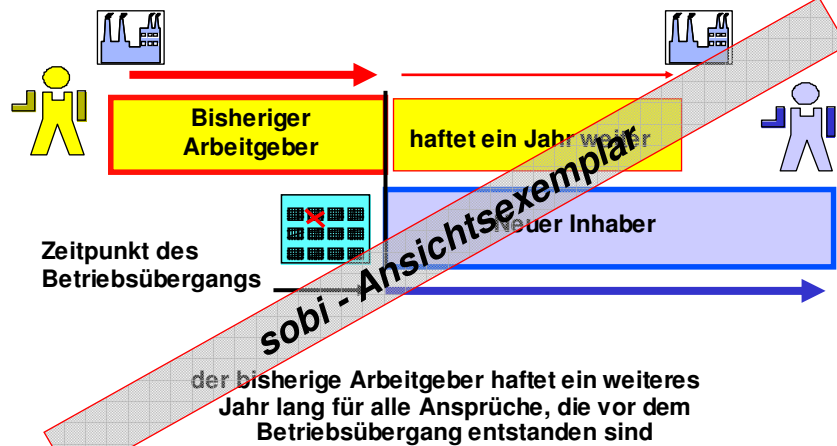 Bisheriger
Arbeitgeber
haftet ein Jahr weiter
Neuer Inhaber
Zeitpunkt des
Betriebsübergangs
sobi - Ansichtsexemplar
der bisherige Arbeitgeber haftet ein weiteres
Jahr lang für alle Ansprüche, die vor dem
Betriebsübergang entstanden sind